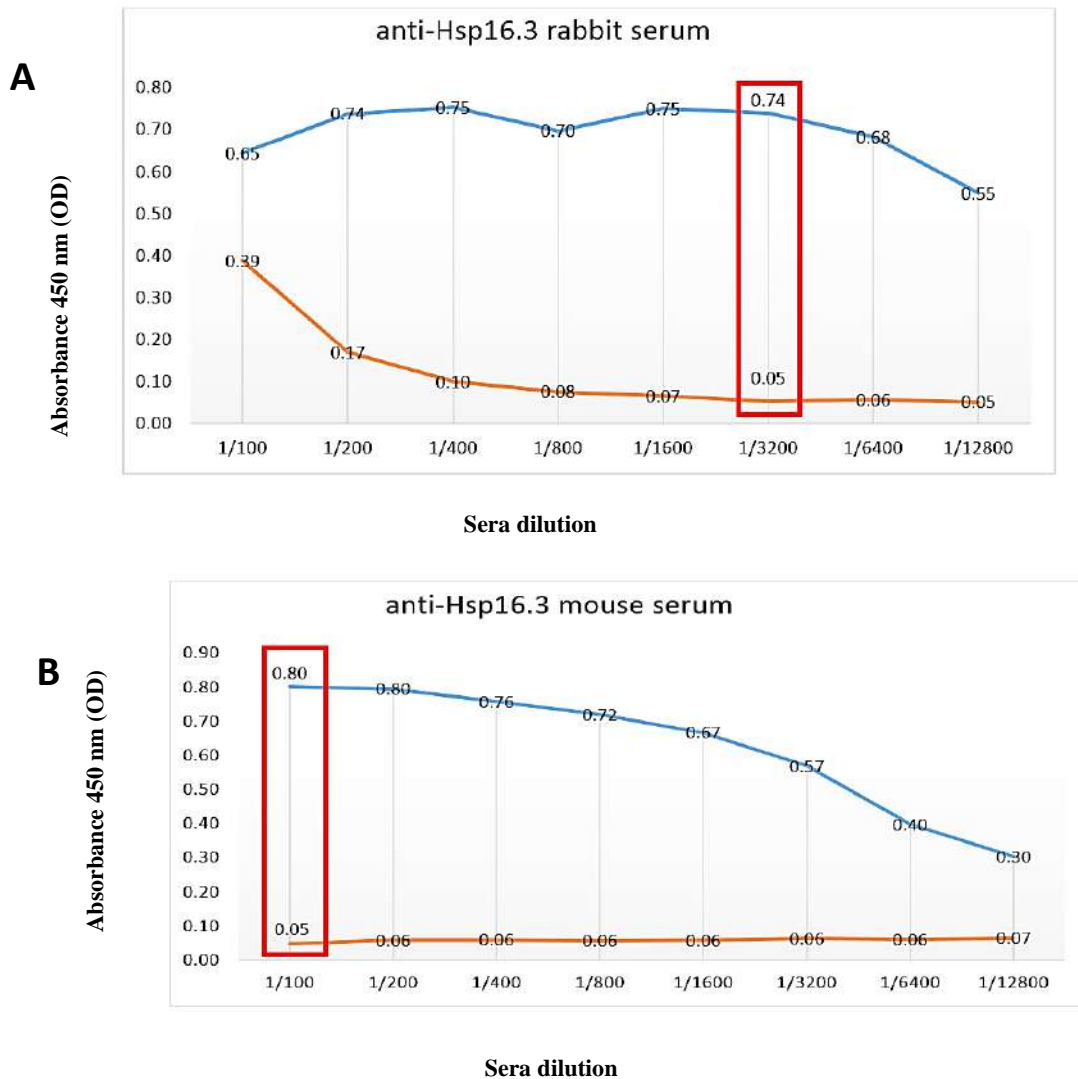 A
anti-Hsp16.3 rabbit serum
Absorbance 450 nm (OD)
0.80
0.70
0.60
0.50
0.40
0.30
0.20
0.10
0.00
0.65 0.74 0.75 0.70 0.75 0.74 0.68 0.55
0.39 0.17 0.10 0.08 0.07 0.05 0.06 0.05
1/100 1/200 1/400 1/800 1/1600 1/3200 1/6400 1/12800
Sera dilution
B
anti-Hsp16.3 mouse serum
Absorbance 450 nm (OD)
0.90
0.80
0.70
0.60
0.50
0.40
0.30
0.20
0.10
0.00
0.80 0.80 0.76 0.72 0.67 0.57 0.40 0.30
0.05 0.06 0.06 0.06 0.06 0.06 0.06 0.07
1/100 1/200 1/400 1/800 1/1600 1/3200 1/6400 1/12800
Sera dilution